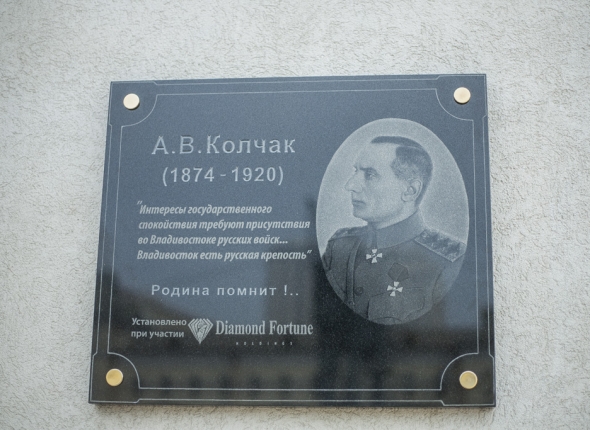 А.В.Колчак
(1874 - 1920)
"Интересы государственного
спокойствия требуют присутствия
во Владивостоке русских войск...
Владивосток есть русская крепость"
Родина помнит !..
Установлено
при участии
Diamond Fortune
HOLDINGS